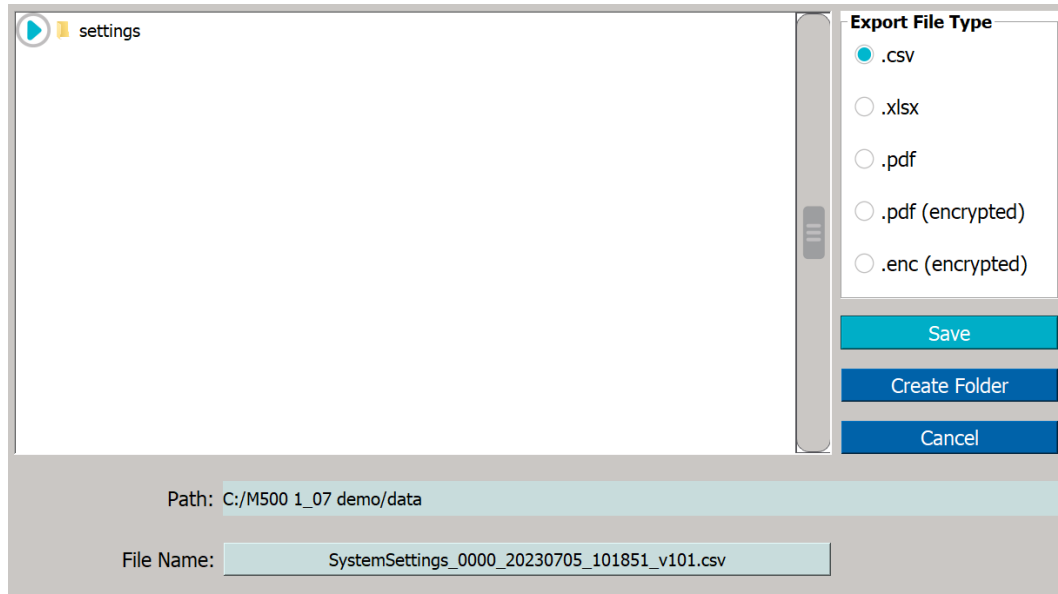 settings
Export File Type
.csv
.xlsx
.pdf
.pdf (encrypted)
.enc (encrypted)
Save
Create Folder
Cancel
Path: C:/M500 1_07 demo/data
File Name: SystemSettings_0000_20230705_101851_v101.csv